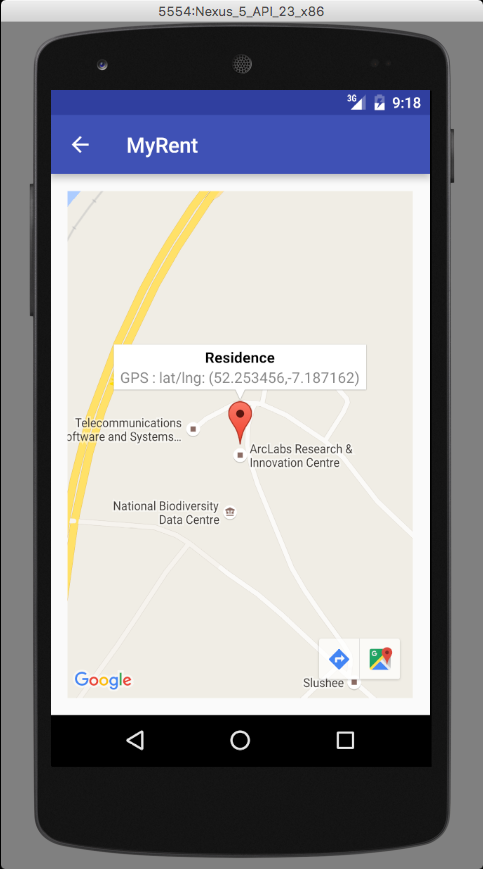 5554:Nexus_5_API_23_x86
3G 9:18
MyRent
Residence
GPS : lat/lng: (52.253456,-7.187162)
Telecommunications
oftware and Systems...
ArcLabs Research &
Innovation Centre
National Biodiversity
Data Centre
G
Slushee
Google